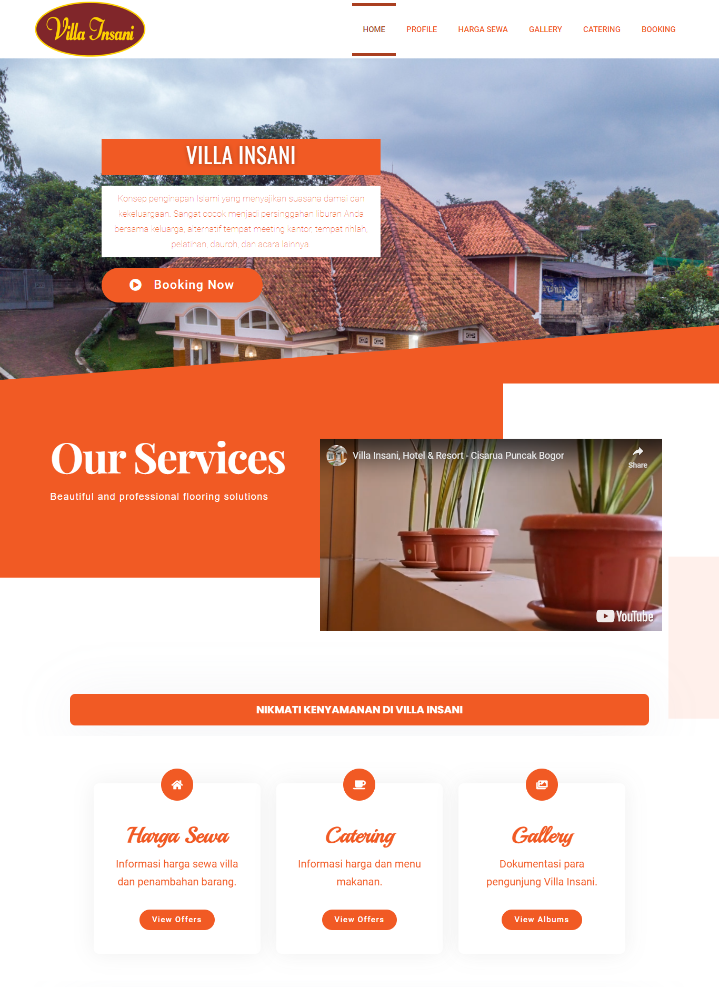 Villa Insani
HOME
PROFILE
HARGA SEWA
GALLERY
CATERING
BOOKING
VILLA INSANI
Konsep penginapan Islami yang menyajikan suasana damai dan
kekeluargaan. Sangat cocok menjadi persinggahan liburan Anda
bersama keluarga, alternatif tempat meeting kantor, tempat nnlan,
pelatihan, dauroh, dan acara lainnya.
Booking Now
Our Services
Beautiful and professional flooring solutions
Villa Insani, Hotel & Resort - Cisarua Puncak Bogor
Share
YouTube
NIKMATI KENYAMANAN DI VILLA INSANI
Harga Sewa
Informasi harga sewa villa
dan penambahan barang.
View Offers
Catering
Informasi harga dan menu
makanan.
View Offers
Gallery
Dokumentasi para
pengunjung Villa Insani.
View Albums